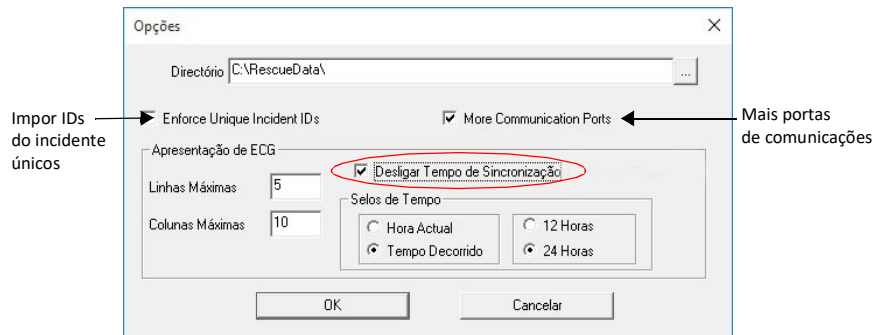 Opções
Directório C:\RescueData\
...
Impor IDs
do incidente
únicos
Enforce Unique Incident IDs
More Communication Ports
Mais portas
de comunicações
Apresentação de ECG
Linhas Máximas 5
Colunas Máximas 10
Desligar Tempo de Sincronização
Selos de Tempo
Hora Actual
Tempo Decorrido
12 Horas
24 Horas
OK
Cancelar